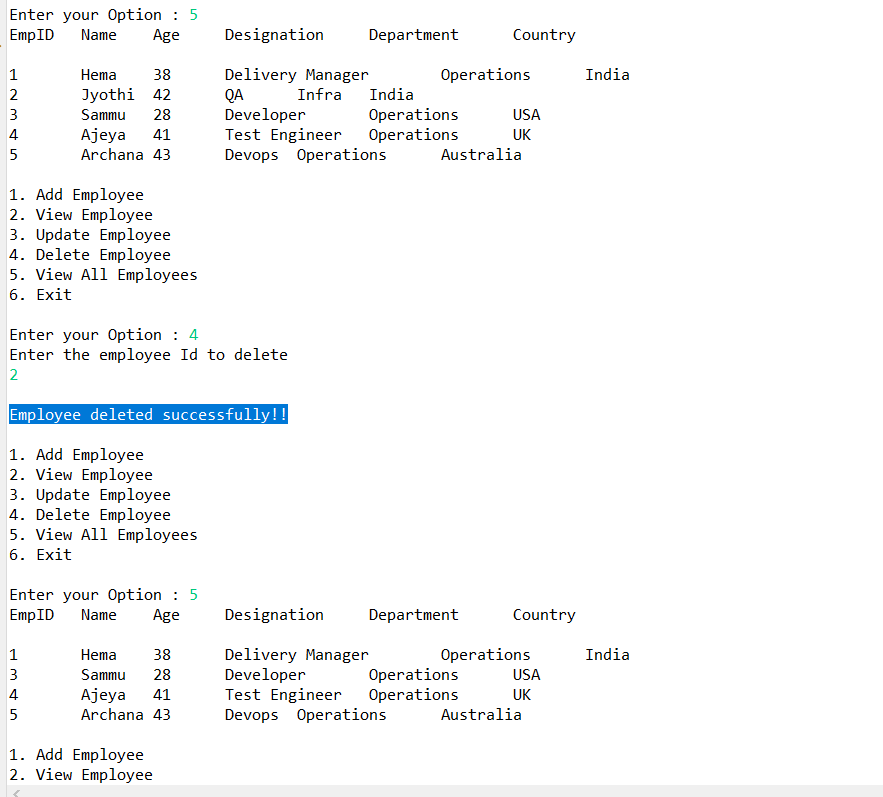 Enter your Option : 5
EmpID Name Age Designation Department Country
1 Hema 38 Delivery Manager Operations India
2 Jyothi 42 QA Infra India
3 Sammu 28 Developer Operations USA
4 Ajeya 41 Test Engineer Operations UK
5 Archana 43 Devops Operations Australia
1. Add Employee
2. View Employee
3. Update Employee
4. Delete Employee
5. View All Employees
6. Exit
Enter your Option : 4
Enter the employee Id to delete
2
Employee deleted successfully!!
1. Add Employee
2. View Employee
3. Update Employee
4. Delete Employee
5. View All Employees
6. Exit
Enter your Option : 5
EmpID Name Age Designation Department Country
1 Hema 38 Delivery Manager Operations India
3 Sammu 28 Developer Operations USA
4 Ajeya 41 Test Engineer Operations UK
5 Archana 43 Devops Operations Australia
1. Add Employee
2. View Employee